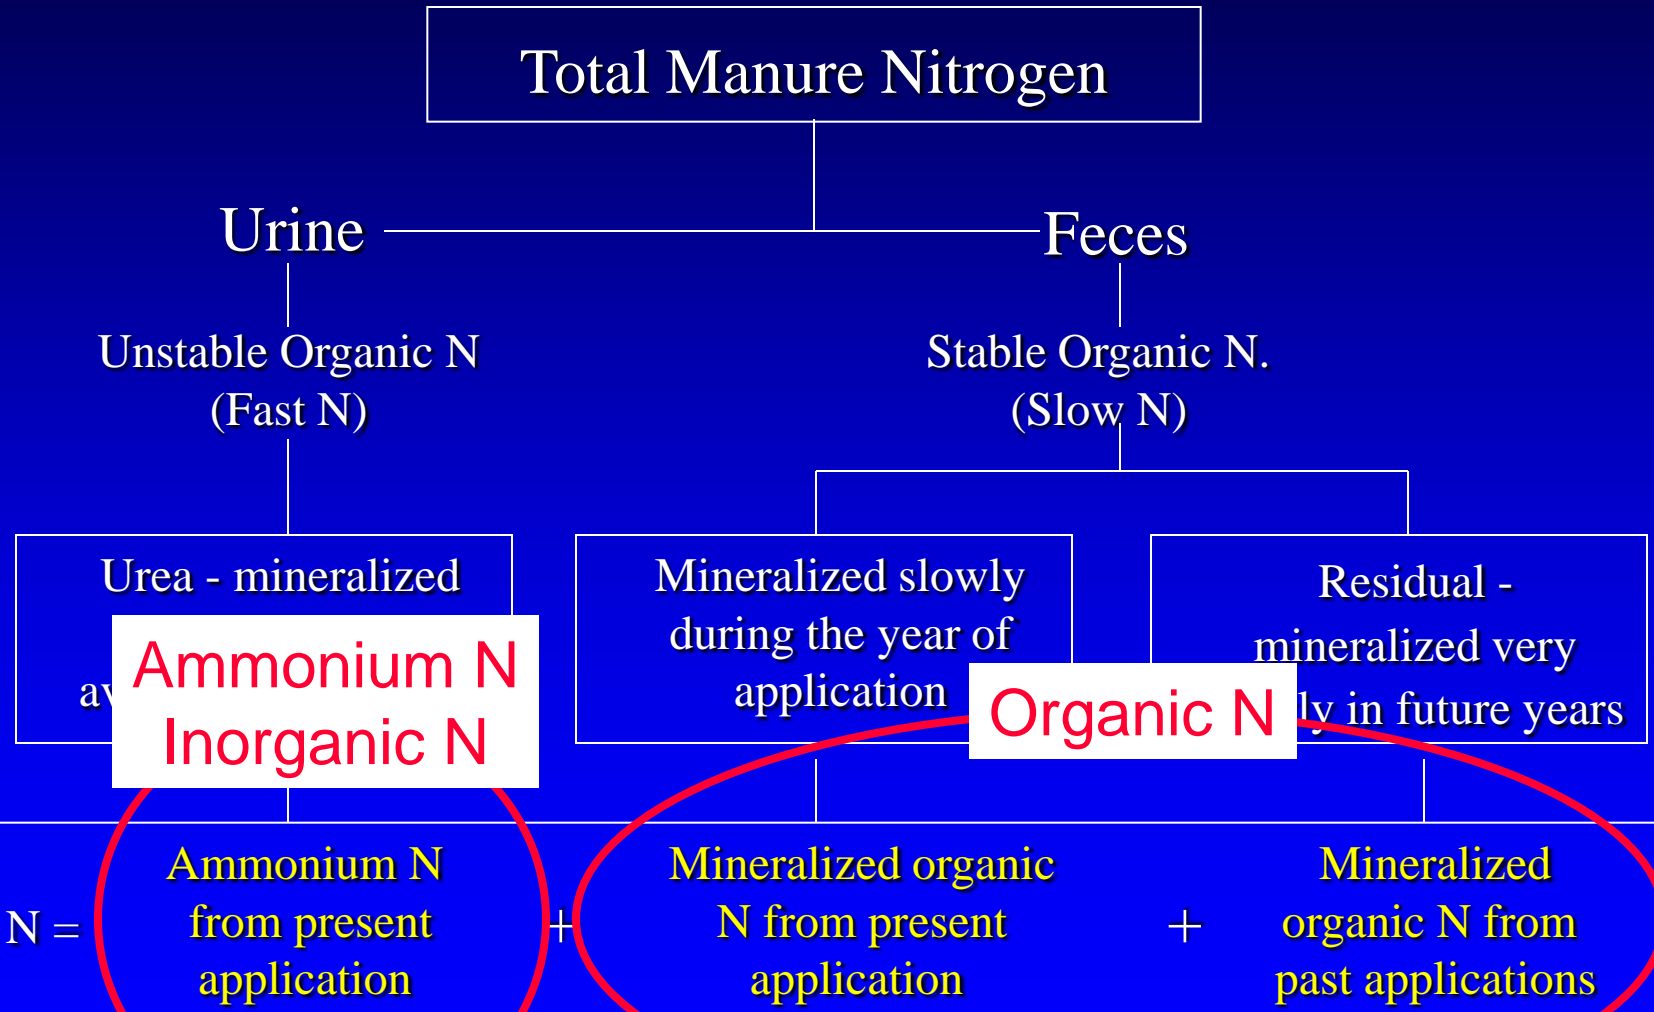 Total Manure Nitrogen
Urine
Feces
Unstable Organic N
(Fast N)
Stable Organic N.
(Slow N)
Urea - mineralized
Ammonium N
Inorganic N
Mineralized slowly
during the year of
application
Residual -
mineralized very
in future years
Organic N
N =
Ammonium N
from present
application
+
Mineralized organic
N from present
application
+
Mineralized
organic N from
past applications